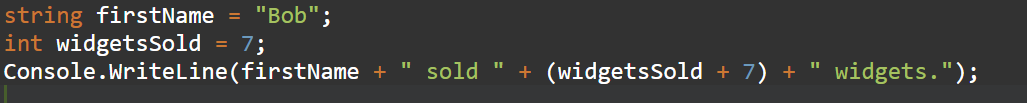 string firstName = "Bob";
int widgetsSold = 7;
Console.WriteLine(firstName + " sold " + (widgetsSold + 7) + " widgets.");